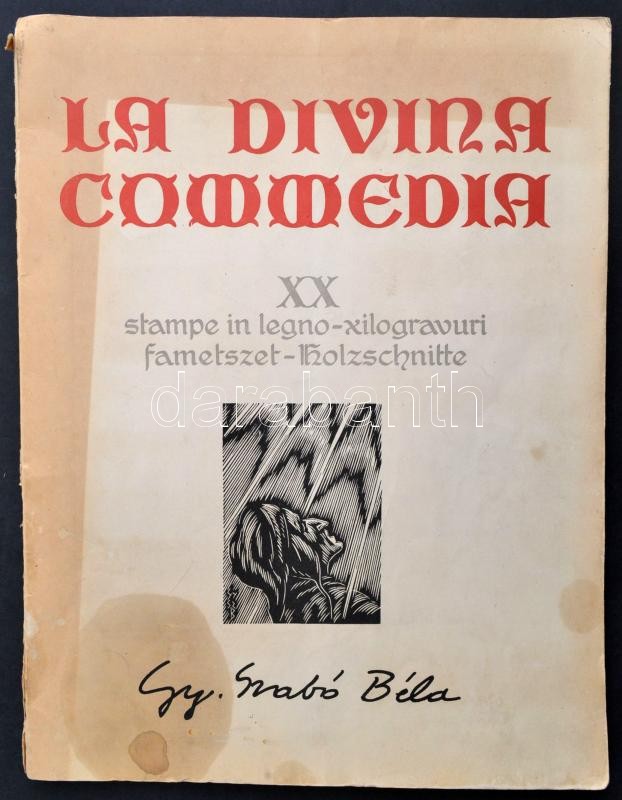 LA DIVINA
COMMEDIA
XX
stampe in legno-xilogravuri
fametszet-Holzschnitte
darabanth
Gy. Szabó Béla